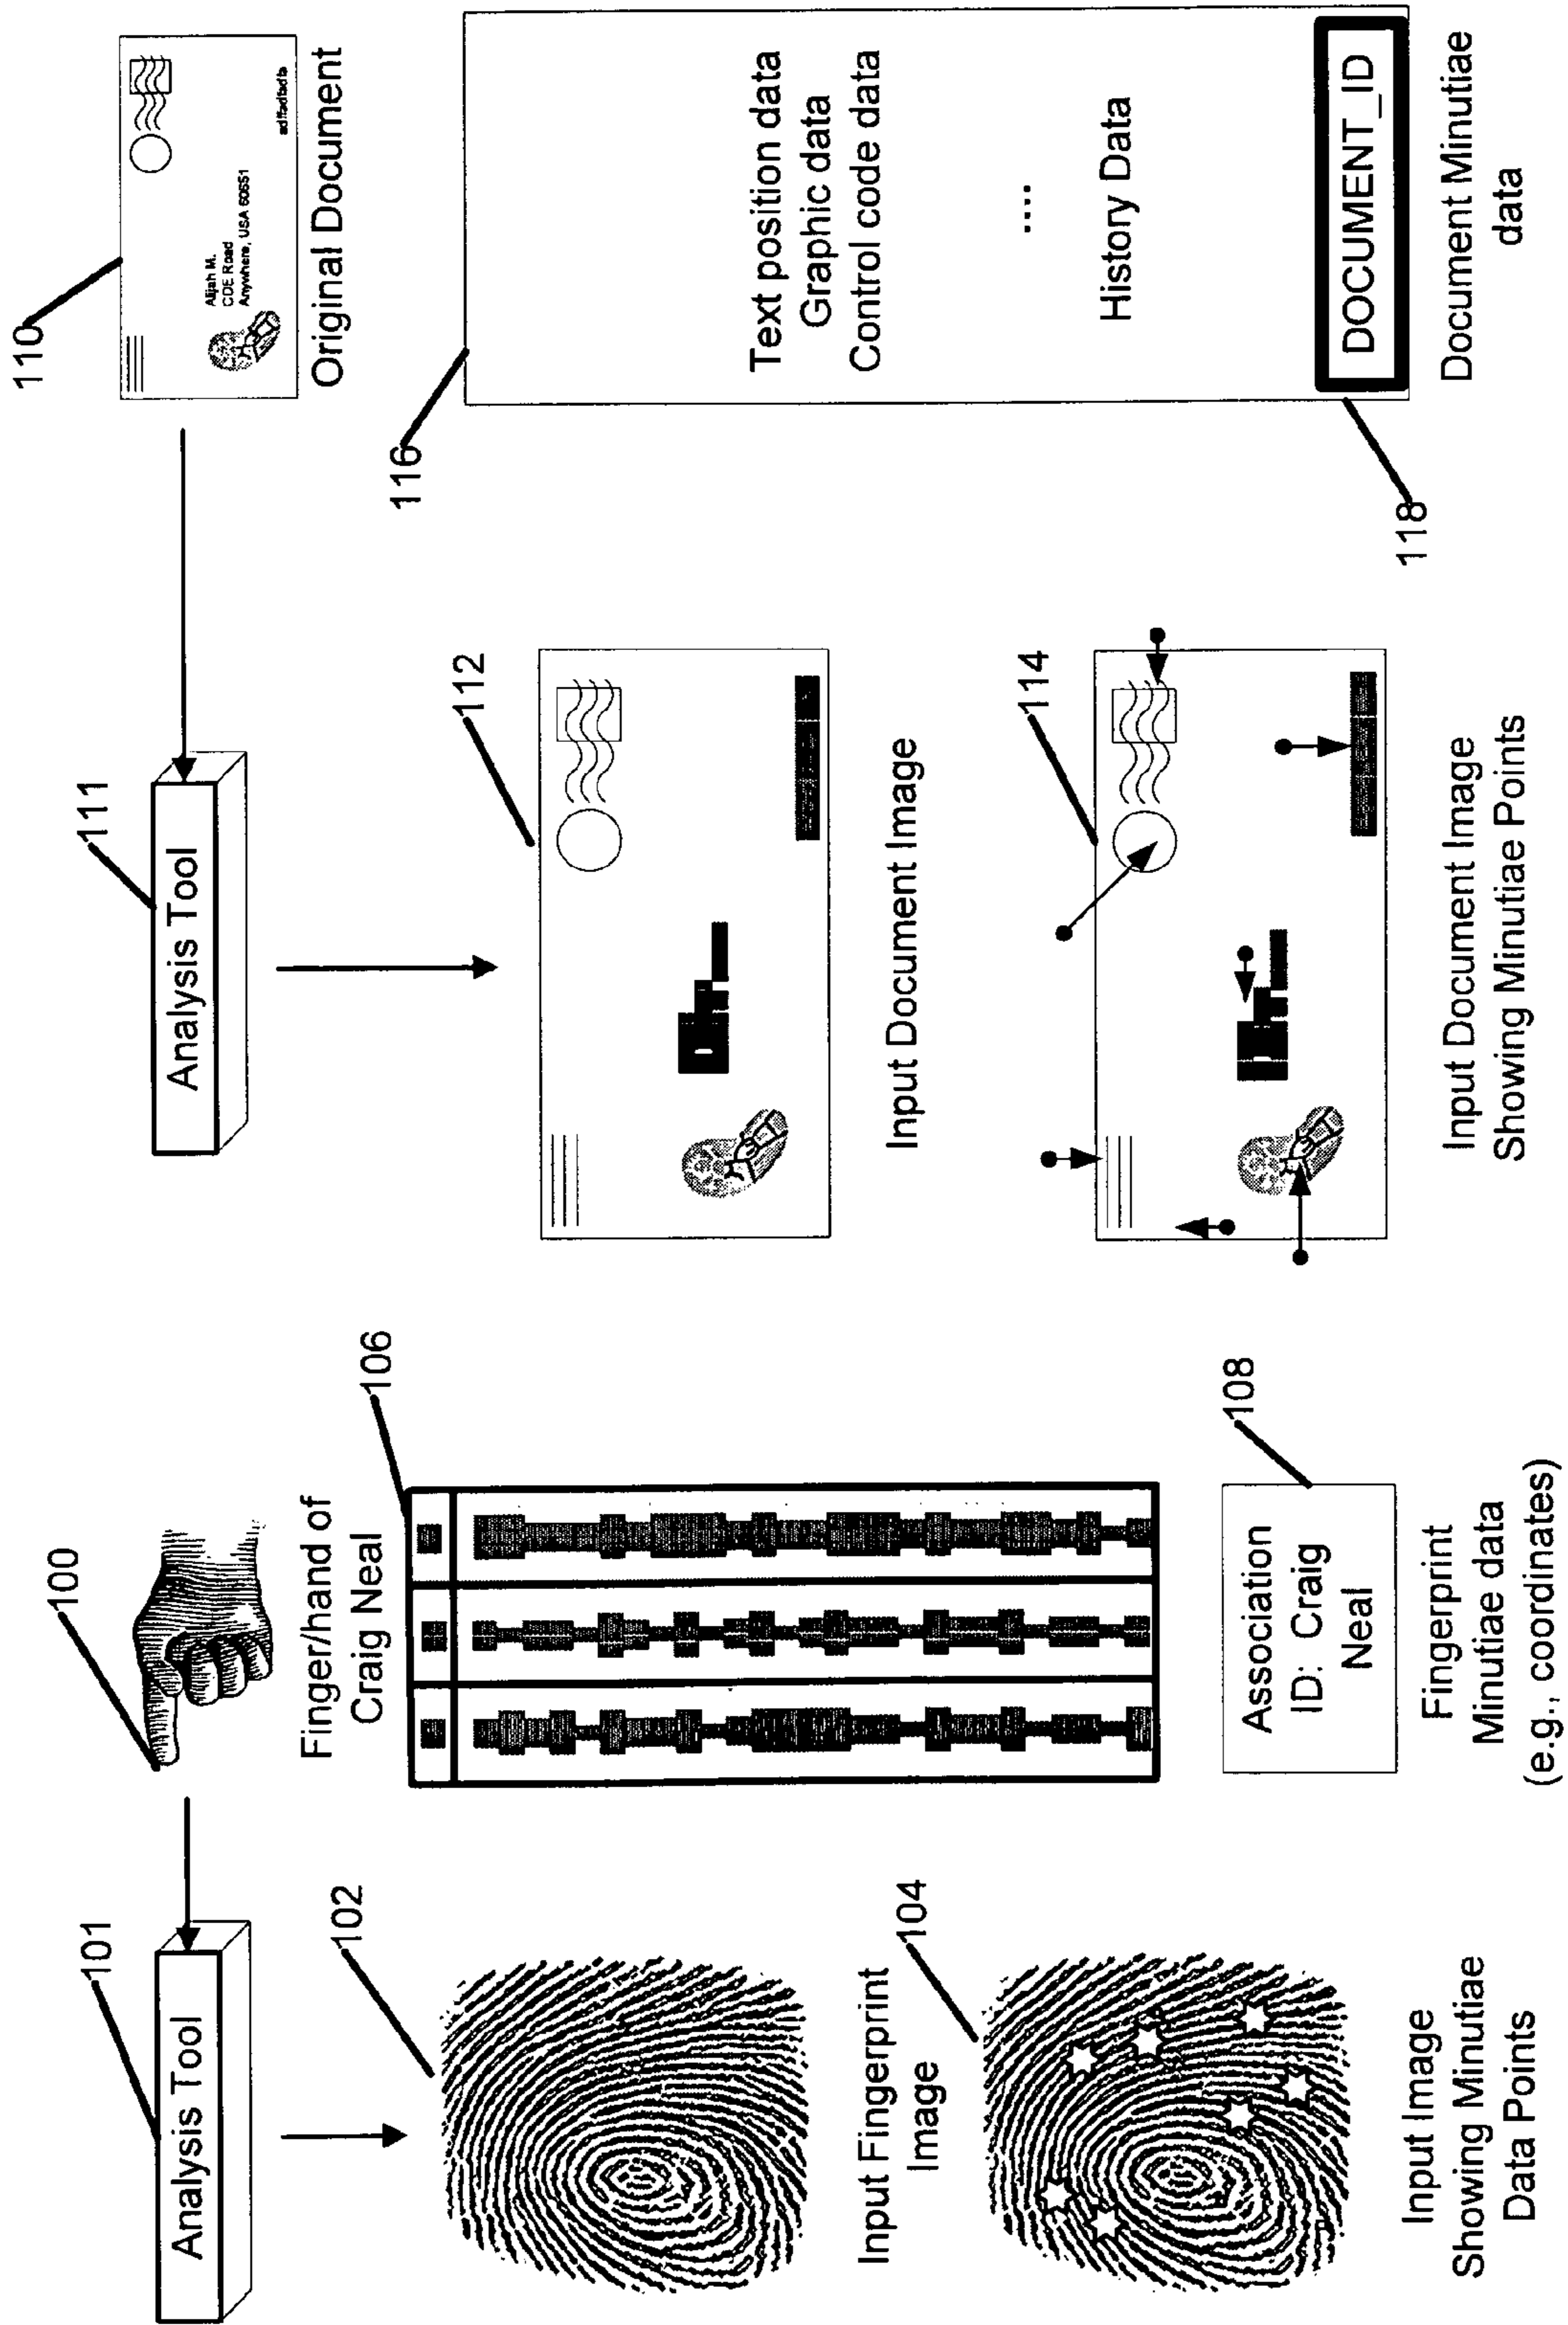 101
Analysis Tool
100
Finger/hand of
Craig Neal
102
Input Fingerprint
Image
104
Input Image
Showing Minutiae
Data Points
106
108
Association
ID: Craig
Neal
Fingerprint
Minutiae data
(e.g., coordinates)
111
Analysis Tool
110
Alijah M.
CDE Road
Anywhere, USA 60651
Original Document
112
Input Document Image
114
Input Document Image
Showing Minutiae Points
116
Text position data
Graphic data
Control code data
....
History Data
DOCUMENT_ID
118
Document Minutiae
data